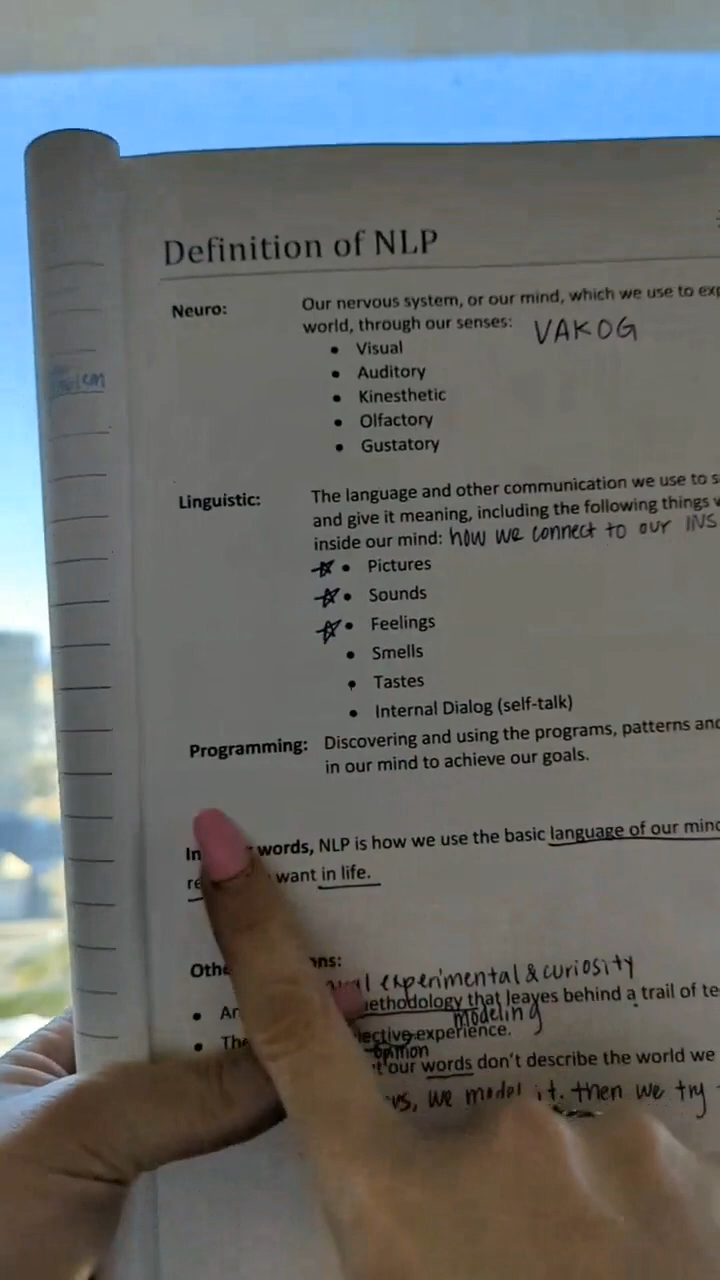 Definition of NLP
Neuro: Our nervous system, or our mind, which we use to
world, through our senses: VAKOG
• Visual
• Auditory
• Kinesthetic
• Olfactory
• Gustatory
Linguistic: The language and other communication we use to
and give it meaning, including the following things
inside our mind: how we connect to our INS
• Pictures
• Sounds
• Feelings
• Smells
• Tastes
• Internal Dialog (self-talk)
Programming: Discovering and using the programs, patterns and
in our mind to achieve our goals.
words, NLP is how we use the basic language of our mind
want in life.
experimental & curiosity
• methodology that leaves behind a trail of
modeling
• experience.
opinion
our words don't describe the world we
we model it. then we try